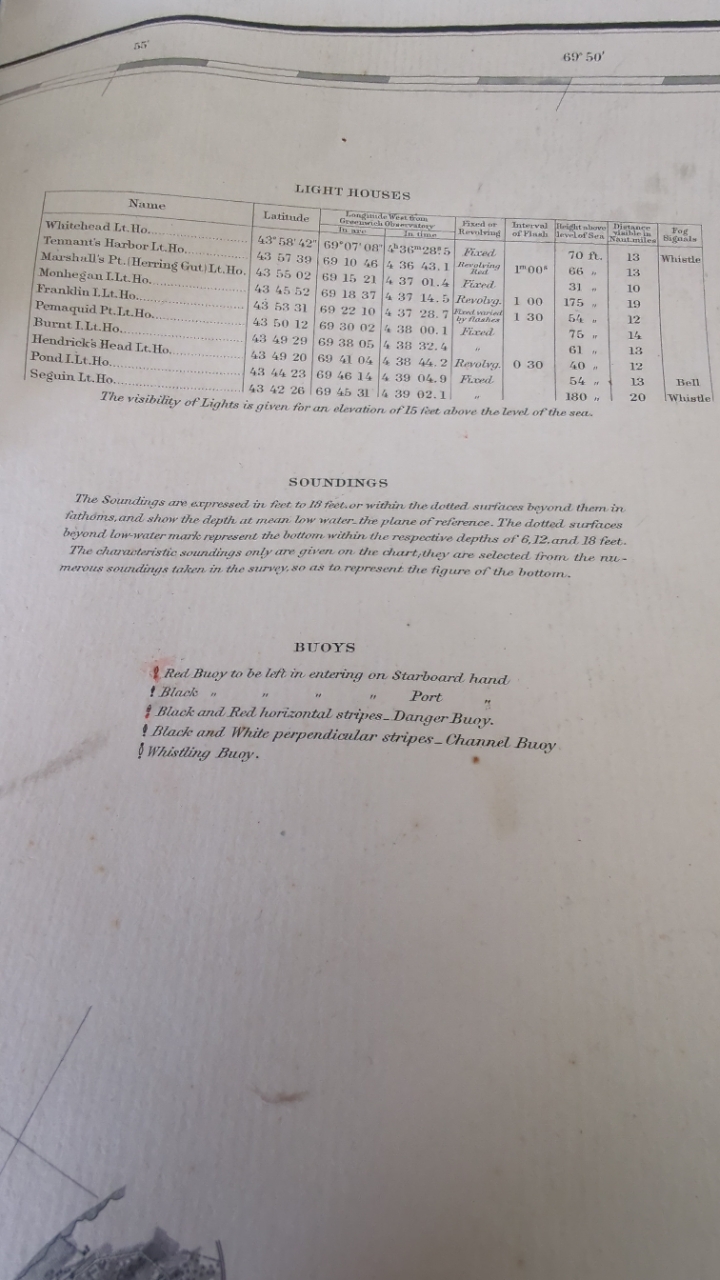 55'
69° 50'
LIGHT HOUSES
Name Latitude Longitude West from Greenwich Observatory Fixed or Revolving Interval of Flash Height above level of Sea Distance visible in Naut. miles Fog Signals
In arc In time
Whitehead Lt. Ho. 43° 58' 42" 69° 07' 08" 4h 36m 28s.5 Fixed 70 ft. 13 Whistle
Tennant's Harbor Lt. Ho. 43 57 39 69 10 46 4 36 43.1 Revolving Red 1m 00s 66 " 13
Marshall's Pt. (Herring Gut) Lt. Ho. 43 55 02 69 15 21 4 37 01.4 Fixed 31 " 10
Monhegan I. Lt. Ho. 43 45 52 69 18 37 4 37 14.5 Revolvg. 1 00 175 " 19
Franklin I. Lt. Ho. 43 53 31 69 22 10 4 37 28.7 Fixed varied by flashes 1 30 54 " 12
Pemaquid Pt. Lt. Ho. 43 50 12 69 30 02 4 38 00.1 Fixed 75 " 14
Burnt I. Lt. Ho. 43 49 29 69 38 05 4 38 32.4 " 61 " 13
Hendrick's Head Lt. Ho. 43 49 20 69 41 04 4 38 44.2 Revolvg. 0 30 40 " 12
Pond I. Lt. Ho. 43 44 23 69 46 14 4 39 04.9 Fixed 54 " 13 Bell
Seguin Lt. Ho. 43 42 26 69 45 31 4 39 02.1 " 180 " 20 Whistle
The visibility of Lights is given for an elevation of 15 feet above the level of the sea.
SOUNDINGS
The Soundings are expressed in feet to 18 feet, or within the dotted surfaces beyond them in
fathoms, and show the depth at mean low water, the plane of reference. The dotted surfaces
beyond low-water mark represent the bottom within the respective depths of 6, 12, and 18 feet.
The characteristic soundings only are given on the chart, they are selected from the nu-
merous soundings taken in the survey, so as to represent the figure of the bottom.
BUOYS
Red Buoy to be left in entering on Starboard hand
Black " " " " Port "
Black and Red horizontal stripes_ Danger Buoy.
Black and White perpendicular stripes_ Channel Buoy
Whistling Buoy.